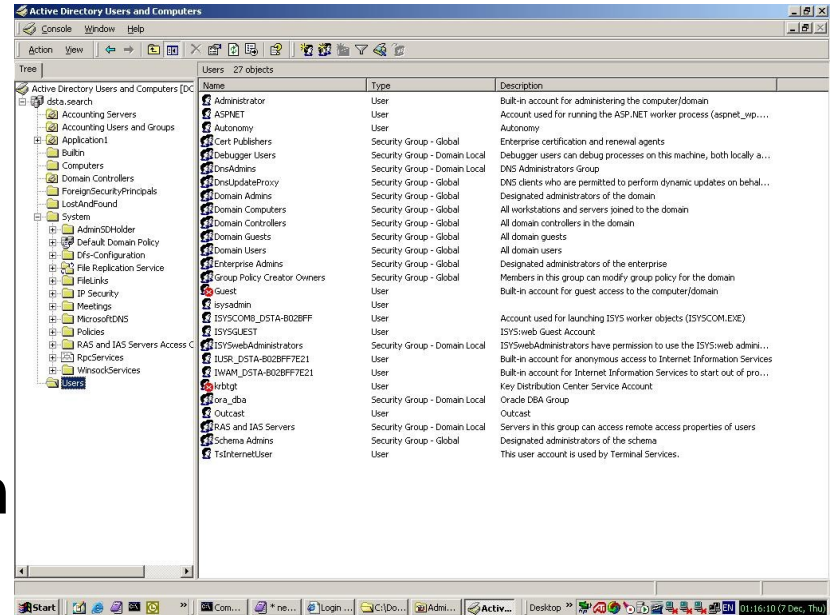 Active Directory Users and Computers
Console Window Help
Action View
Tree
Users 27 objects
Active Directory Users and Computers [DC
dsta.search
Accounting Servers
Accounting Users and Groups
Application1
Builtin
Computers
Domain Controllers
ForeignSecurityPrincipals
LostAndFound
System
AdminSDHolder
Default Domain Policy
Dfs-Configuration
File Replication Service
FileLinks
IP Security
Meetings
MicrosoftDNS
Policies
RAS and IAS Servers Access C
RpcServices
WinsockServices
Users
Name Type Description
Administrator User Built-in account for administering the computer/domain
ASPNET User Account used for running the ASP.NET worker process (aspnet_wp....
Autonomy User Autonomy
Cert Publishers Security Group - Global Enterprise certification and renewal agents
Debugger Users Security Group - Domain Local Debugger users can debug processes on this machine, both locally a...
DnsAdmins Security Group - Domain Local DNS Administrators Group
DnsUpdateProxy Security Group - Global DNS clients who are permitted to perform dynamic updates on behal...
Domain Admins Security Group - Global Designated administrators of the domain
Domain Computers Security Group - Global All workstations and servers joined to the domain
Domain Controllers Security Group - Global All domain controllers in the domain
Domain Guests Security Group - Global All domain guests
Domain Users Security Group - Global All domain users
Enterprise Admins Security Group - Global Designated administrators of the enterprise
Group Policy Creator Owners Security Group - Global Members in this group can modify group policy for the domain
Guest User Built-in account for guest access to the computer/domain
isysadmin User
ISYSCOM8_DSTA-B02BFF User Account used for launching ISYS worker objects (ISYSCOM.EXE)
ISYSGUEST User ISYS:web Guest Account
ISYSwebAdministrators Security Group - Domain Local ISYSwebAdministrators have permission to use the ISYS:web admini...
IUSR_DSTA-B02BFF7E21 User Built-in account for anonymous access to Internet Information Services
IWAM_DSTA-B02BFF7E21 User Built-in account for Internet Information Services to start out of pro...
krbtgt User Key Distribution Center Service Account
ora_dba Security Group - Domain Local Oracle DBA Group
Outcast User Outcast
RAS and IAS Servers Security Group - Domain Local Servers in this group can access remote access properties of users
Schema Admins Security Group - Global Designated administrators of the schema
TsInternetUser User This user account is used by Terminal Services.
n
Start » Com... * ne... Login ... C:\Do... Admi... Activ... Desktop » EN 01:16:10 (7 Dec, Thu)